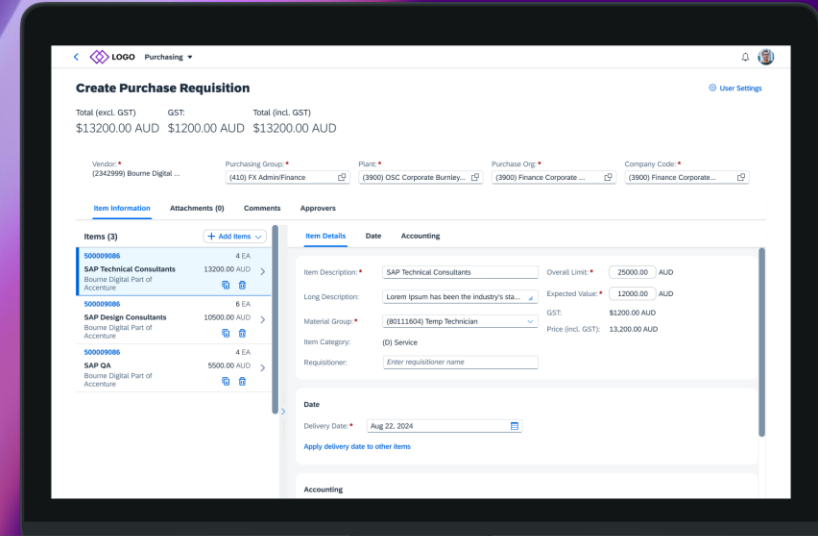 LOGO Purchasing
Create Purchase Requisition
User Settings
Total (excl. GST) GST: Total (incl. GST)
$13200.00 AUD $1200.00 AUD $13200.00 AUD
Vendor: * Purchasing Group: * Plant: * Purchase Org: * Company Code: *
(2342999) Bourne Digital ... (410) FX Admin/Finance (3900) OSC Corporate Burnley... (3900) Finance Corporate ... (3900) Finance Corporate...
Item Information Attachments (0) Comments Approvers
Items (3) + Add Items
500009086 4 EA
SAP Technical Consultants 13200.00 AUD
Bourne Digital Part of
Accenture
500009086 6 EA
SAP Design Consultants 10500.00 AUD
Bourne Digital Part of
Accenture
500009086 4 EA
SAP QA 5500.00 AUD
Bourne Digital Part of
Accenture
Item Details Date Accounting
Item Description: * SAP Technical Consultants Overall Limit: * 25000.00 AUD
Long Description: Lorem Ipsum has been the industry's sta... Expected Value: * 12000.00 AUD
Material Group: * (80111604) Temp Technician GST: $1200.00 AUD
Item Category: (D) Service Price (incl. GST): 13,200.00 AUD
Requisitioner: Enter requisitioner name
Date
Delivery Date: * Aug 22, 2024
Apply delivery date to other items
Accounting